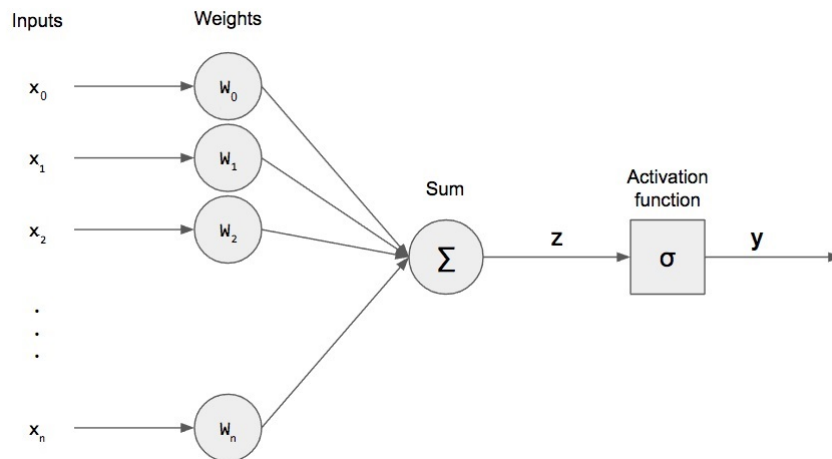 Inputs
Weights
x₀
W₀
x₁
W₁
Sum
Activation
function
x₂
W₂
Σ
z
σ
y
.
.
.
xₙ
Wₙ